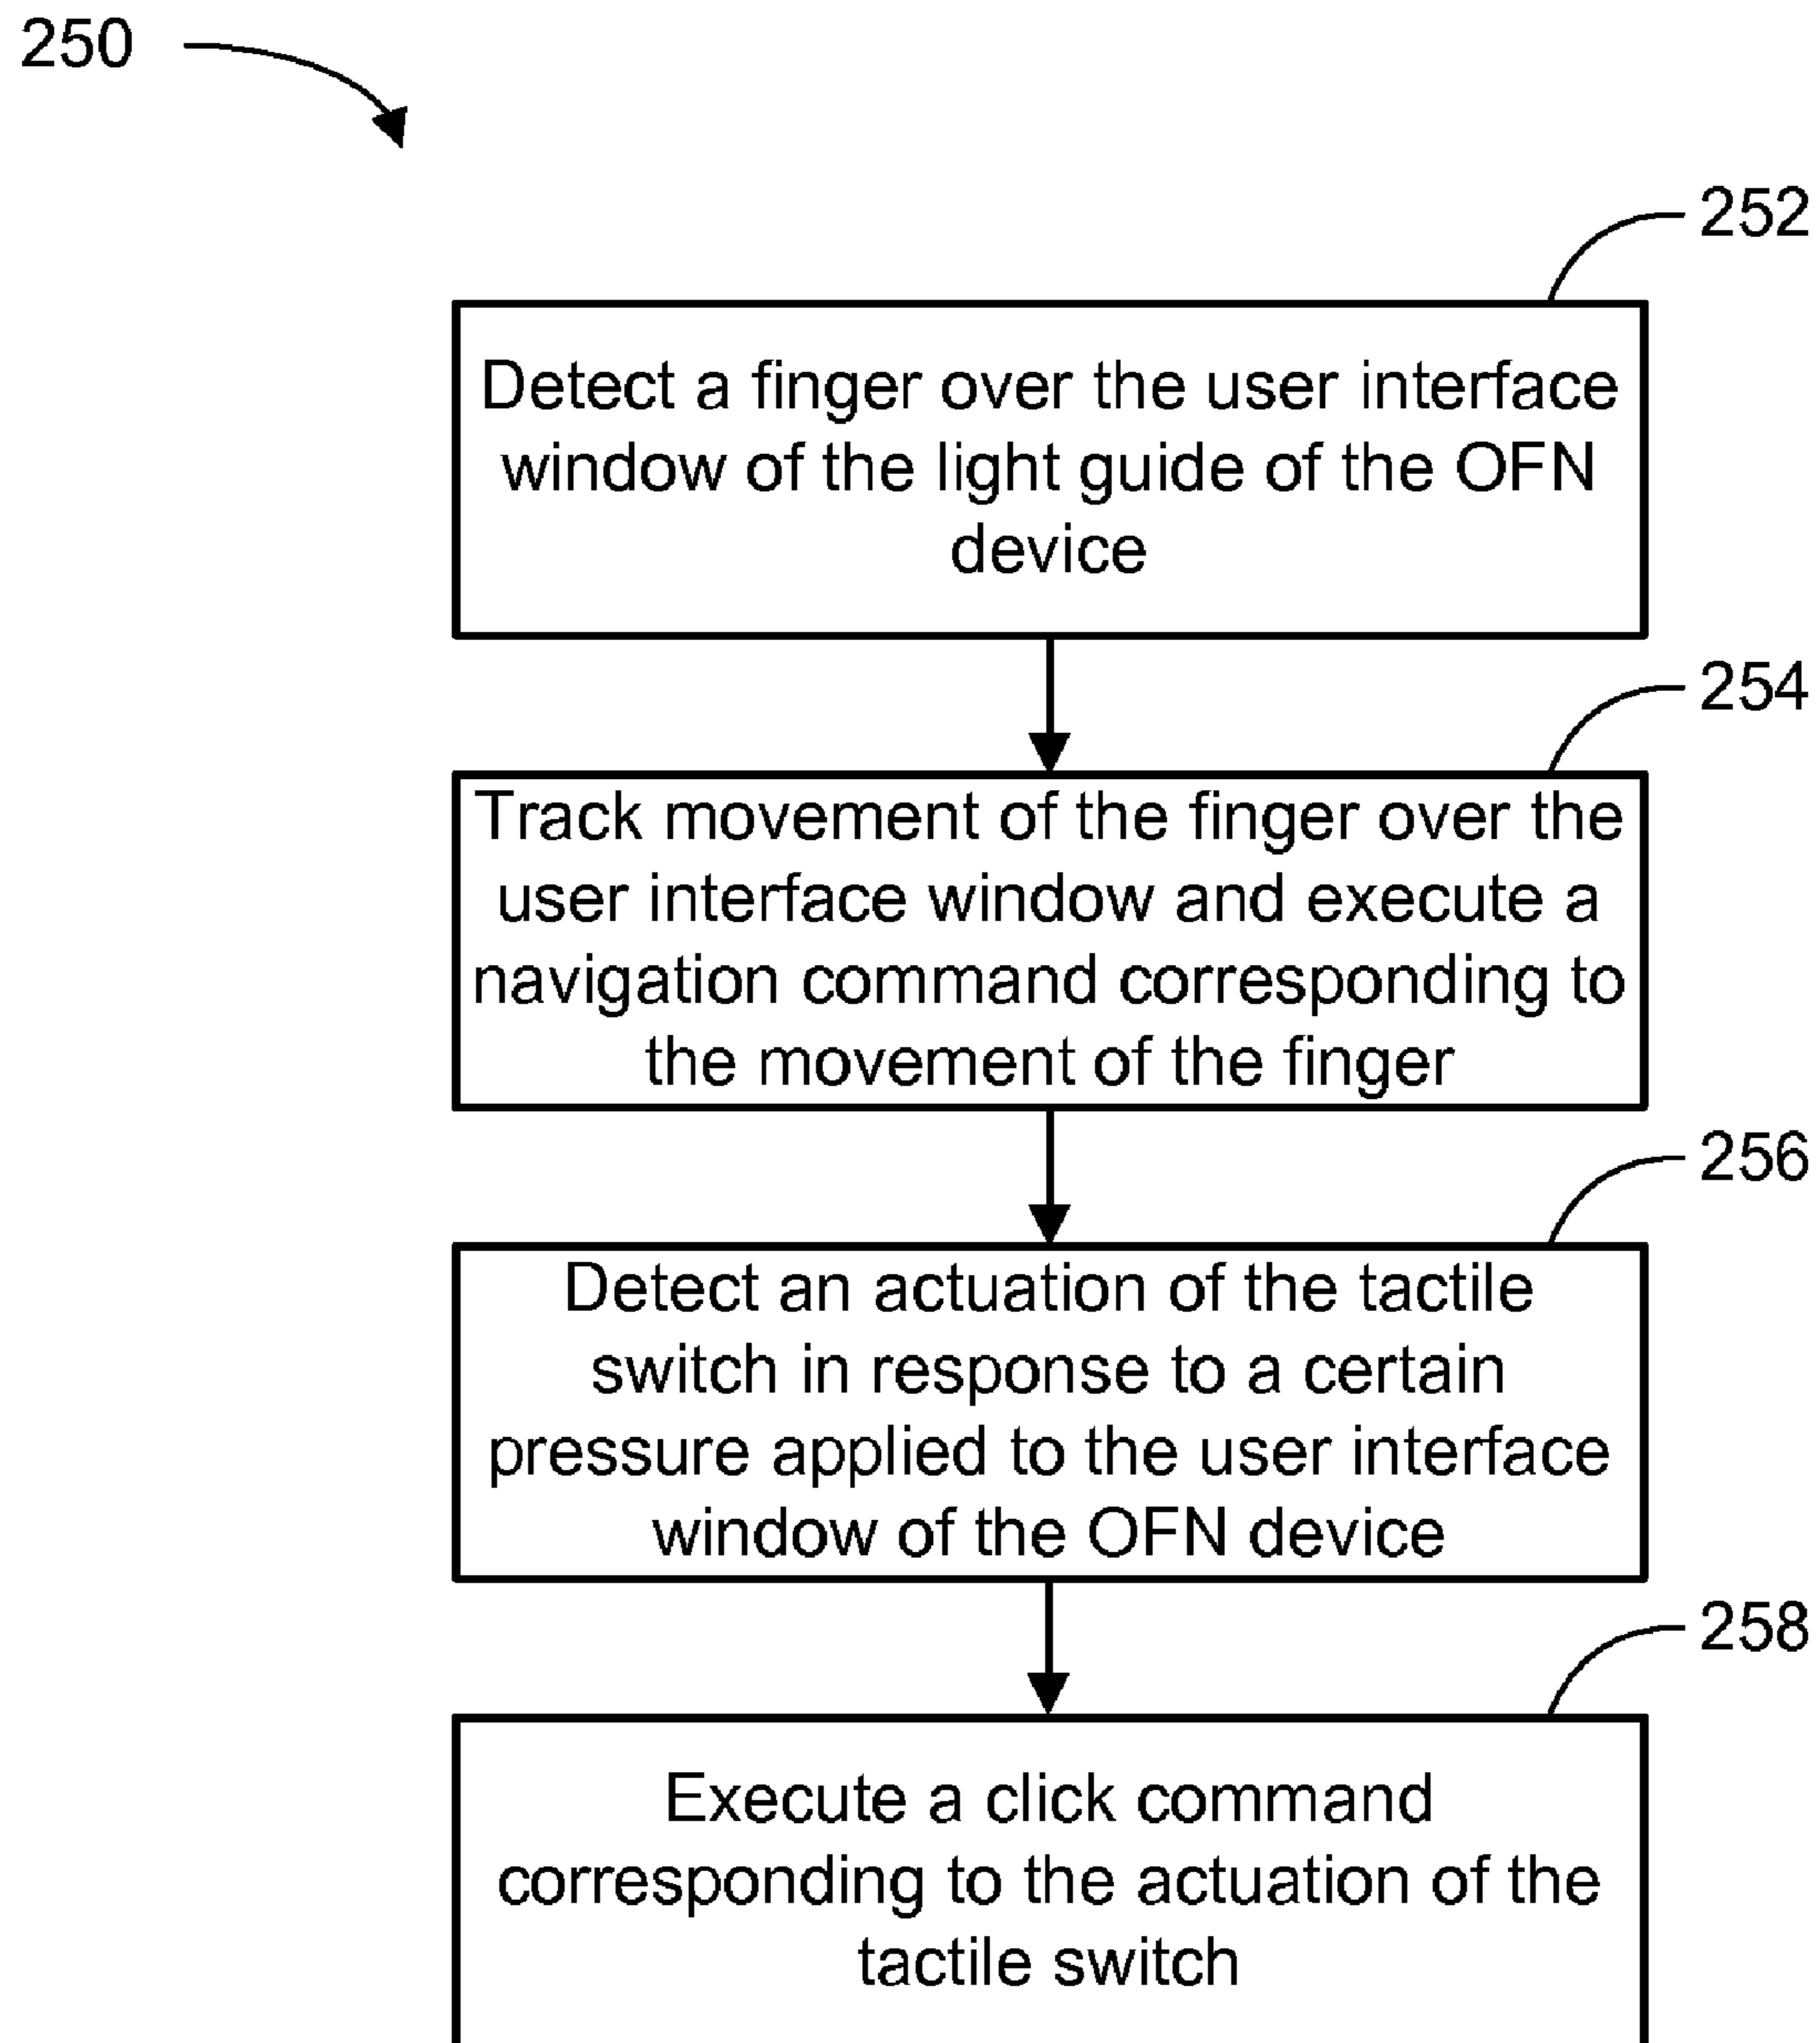 250
252
Detect a finger over the user interface
window of the light guide of the OFN
device
254
Track movement of the finger over the
user interface window and execute a
navigation command corresponding to
the movement of the finger
256
Detect an actuation of the tactile
switch in response to a certain
pressure applied to the user interface
window of the OFN device
258
Execute a click command
corresponding to the actuation of the
tactile switch